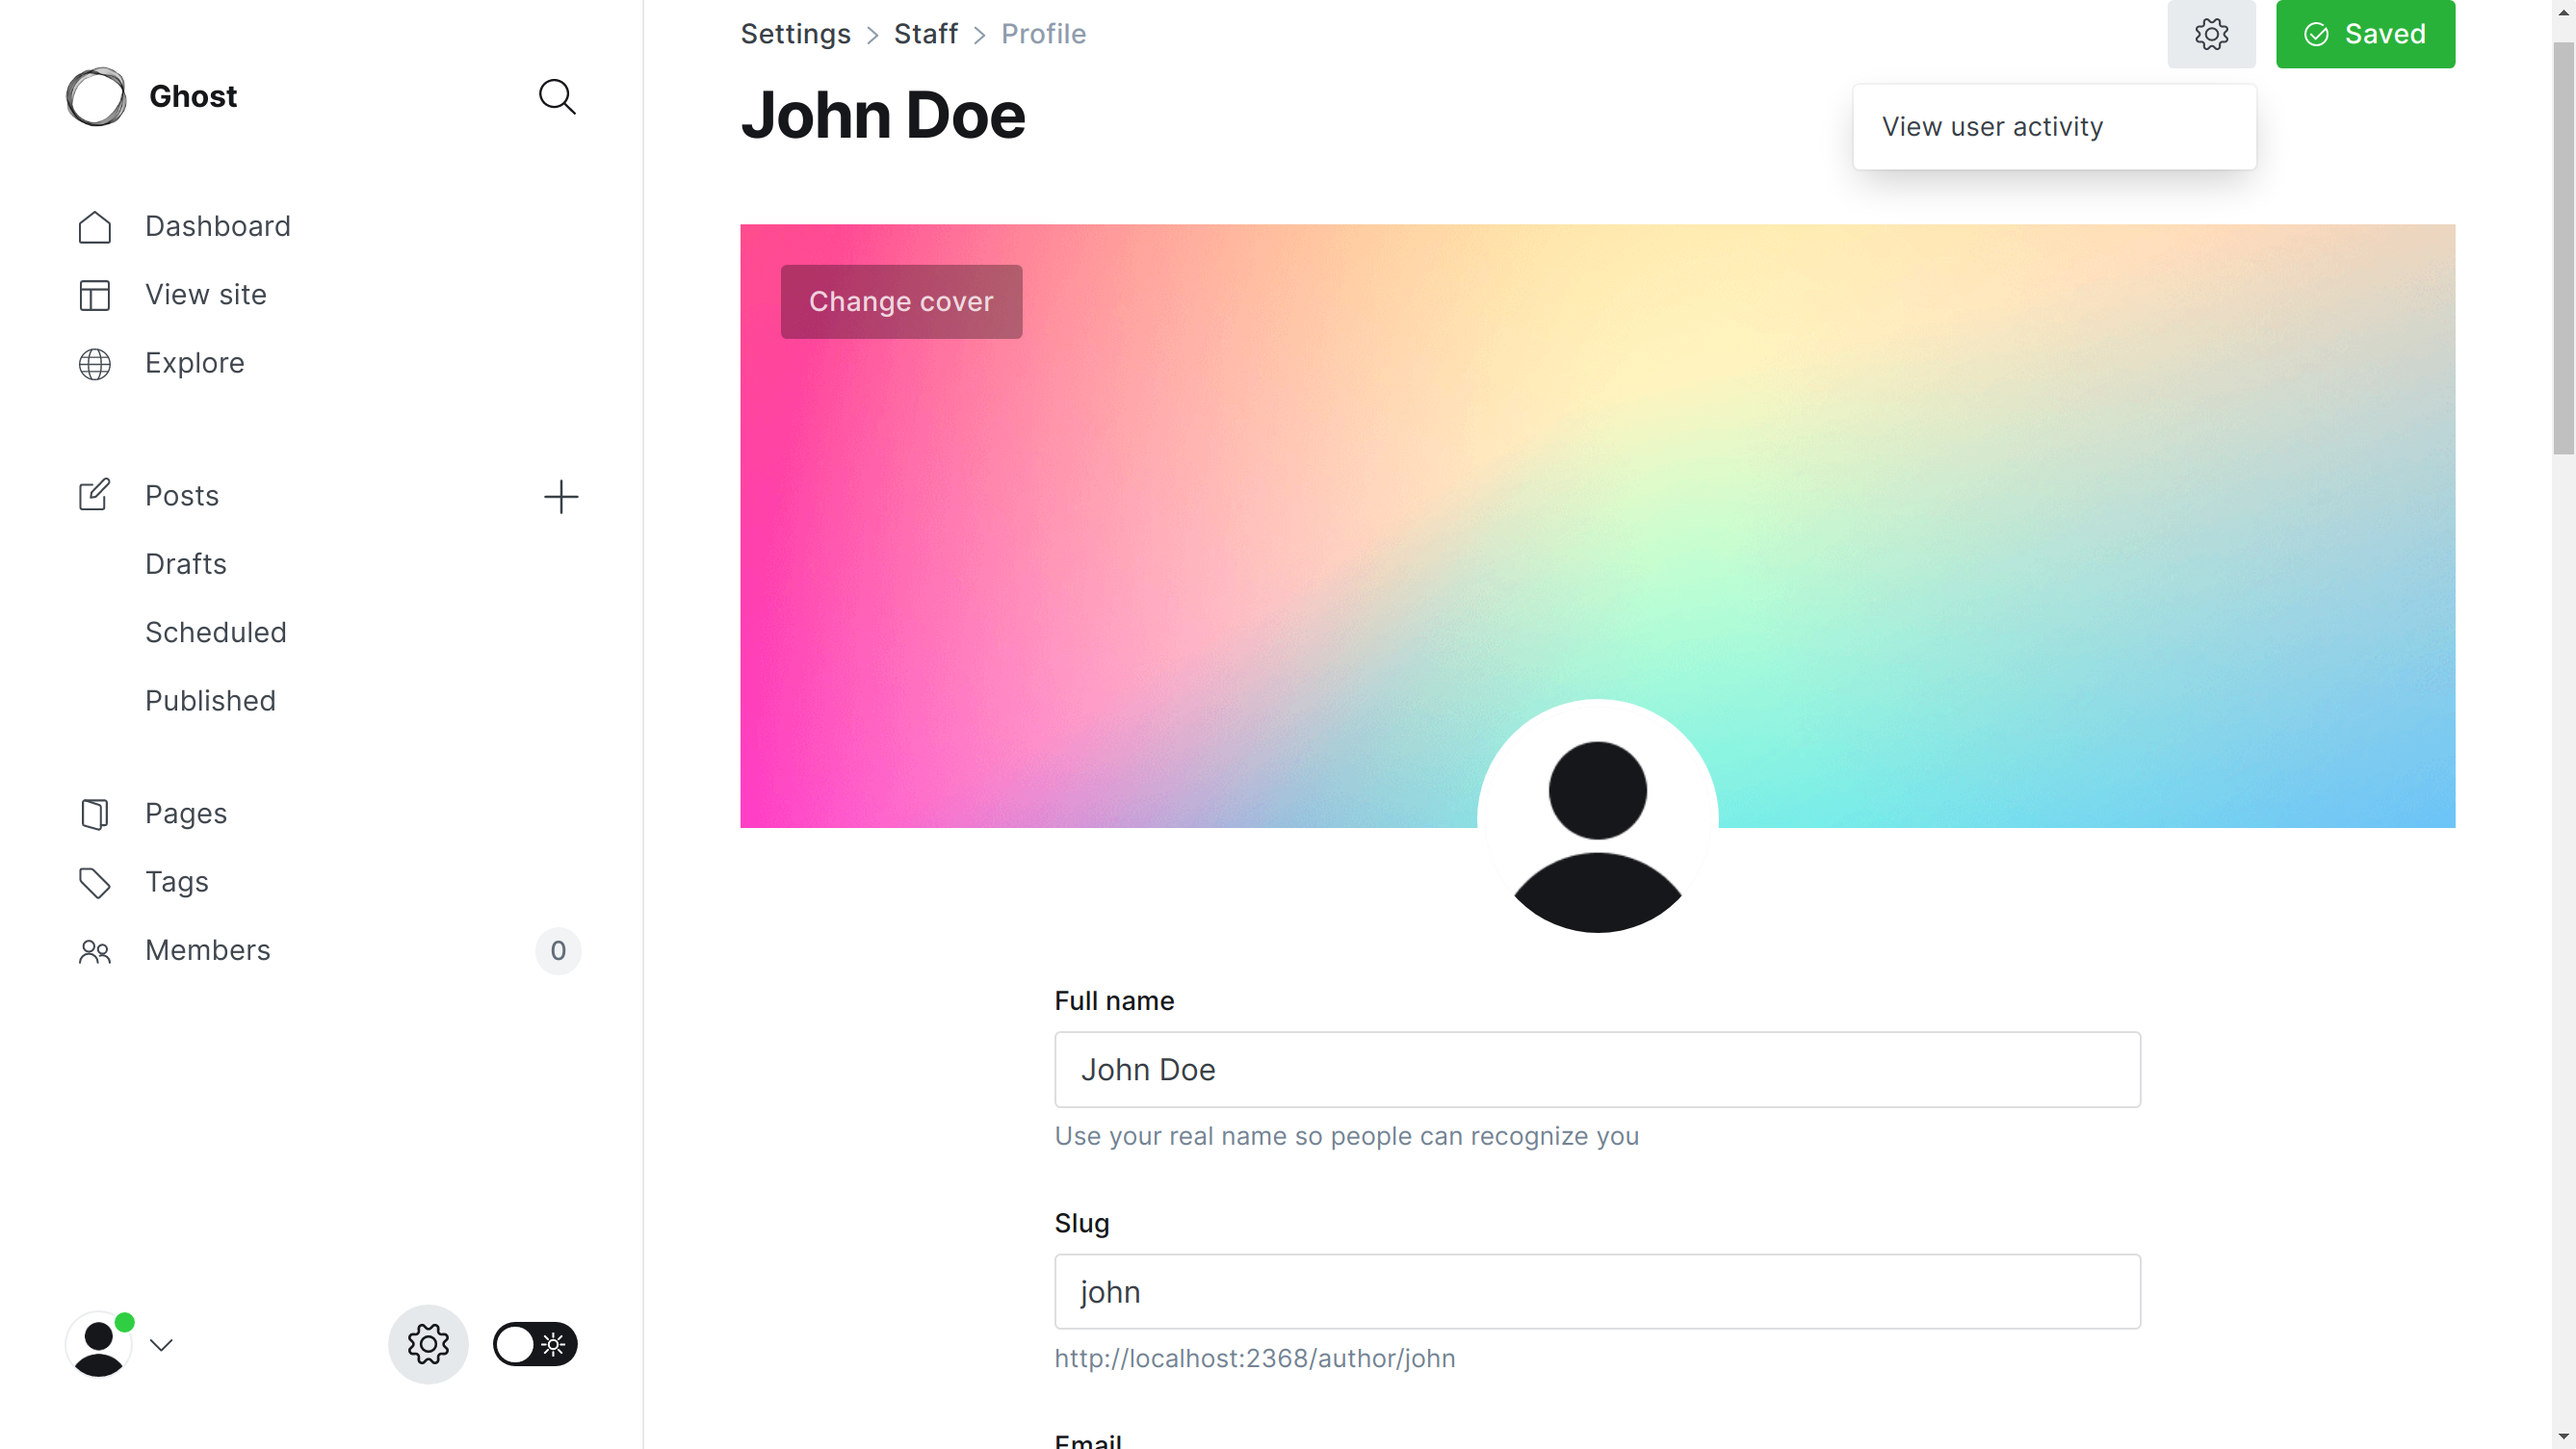 Ghost
Dashboard
View site
Explore
Posts
Drafts
Scheduled
Published
Pages
Tags
Members
0
Settings > Staff > Profile
Saved
John Doe
View user activity
Change cover
Full name
John Doe
Use your real name so people can recognize you
Slug
john
http://localhost:2368/author/john
Email